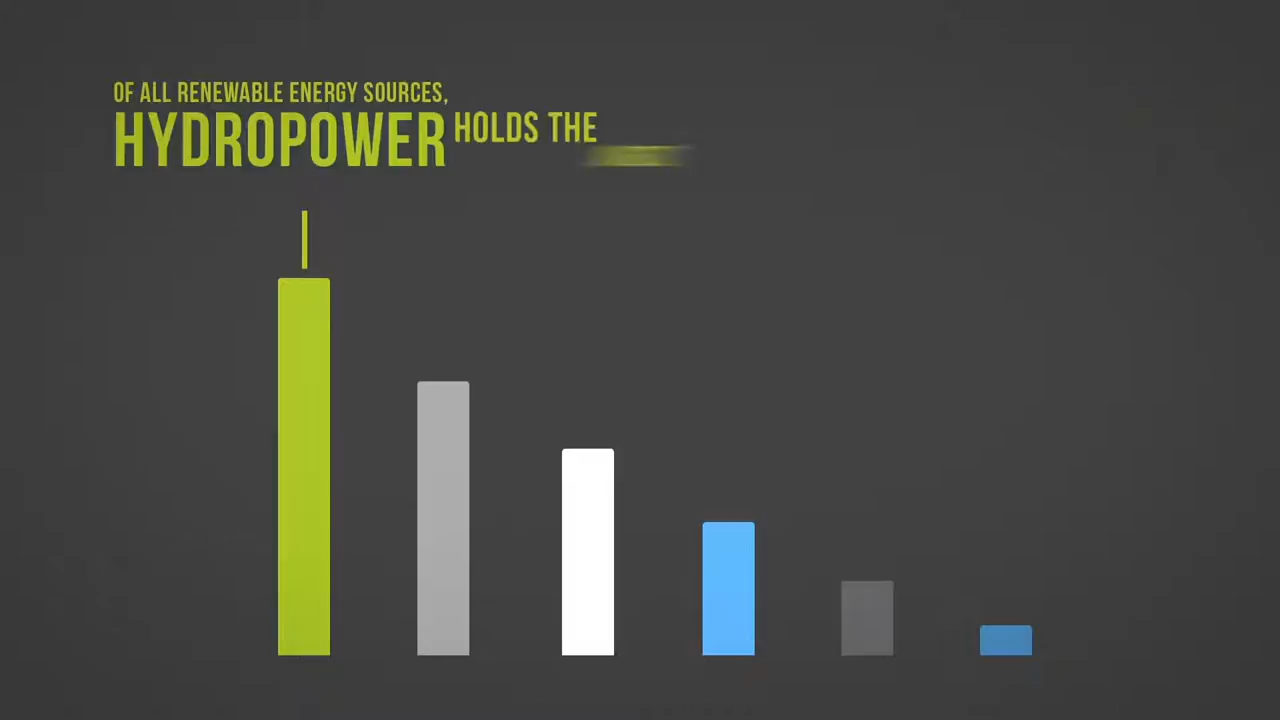 OF ALL RENEWABLE ENERGY SOURCES,
HYDROPOWER HOLDS THE